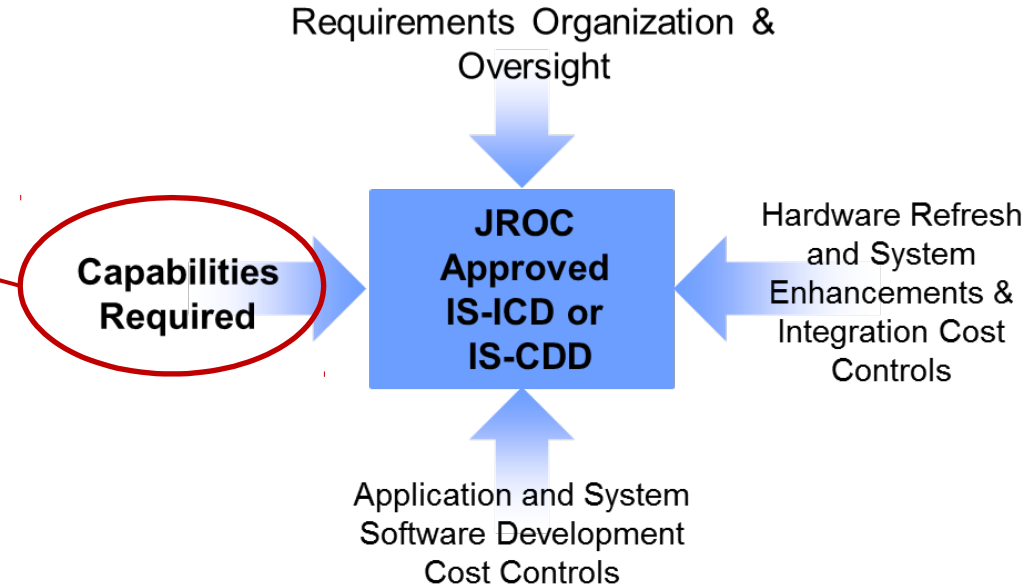 Requirements Organization &
Oversight
Capabilities
Required
JROC
Approved
IS-ICD or
IS-CDD
Hardware Refresh
and System
Enhancements &
Integration Cost
Controls
Application and System
Software Development
Cost Controls